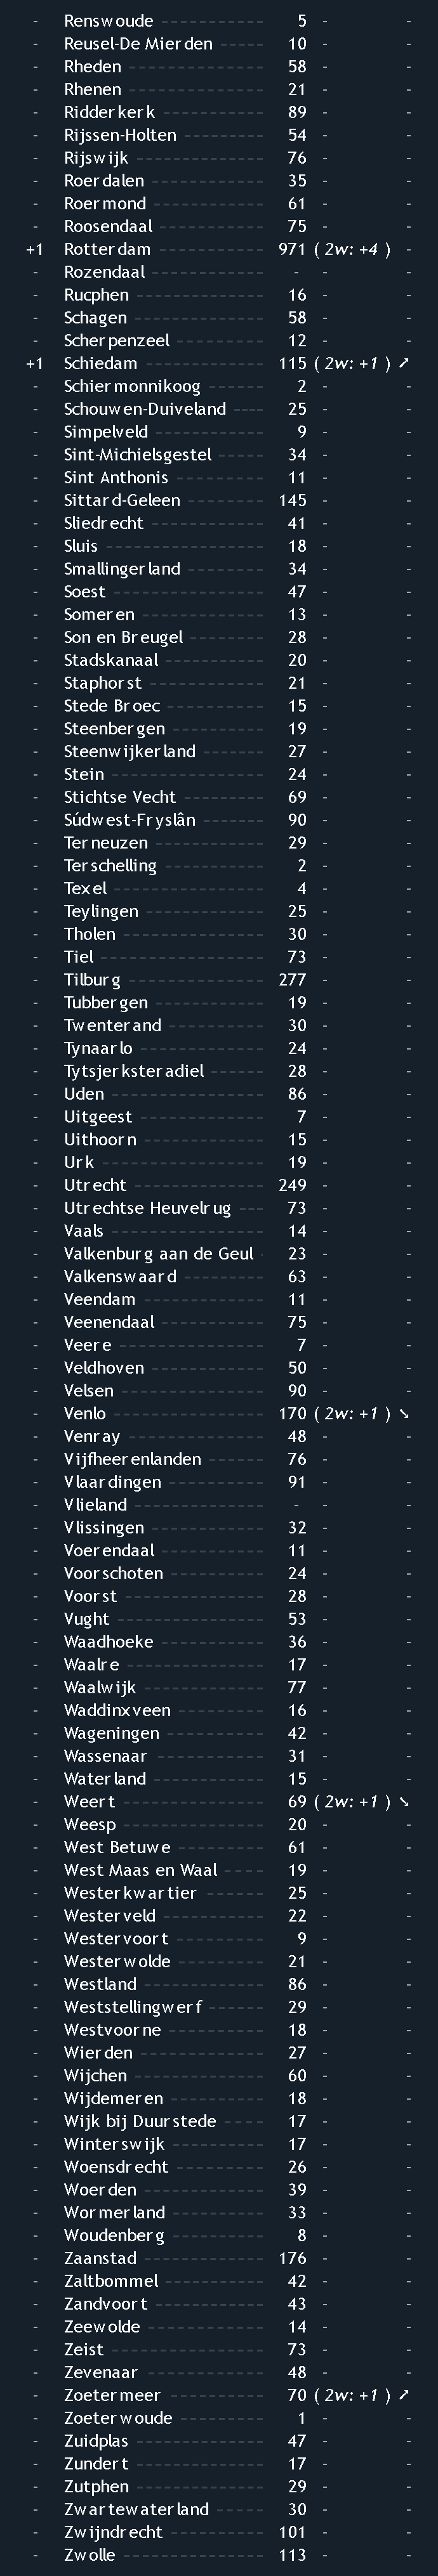 - Renswoude 5 - -
- Reusel-De Mierden 10 - -
- Rheden 58 - -
- Rhenen 21 - -
- Ridderkerk 89 - -
- Rijssen-Holten 54 - -
- Rijswijk 76 - -
- Roerdalen 35 - -
- Roermond 61 - -
- Roosendaal 75 - -
+1 Rotterdam 971 ( 2w: +4 ) -
- Rozendaal - - -
- Rucphen 16 - -
- Schagen 58 - -
- Scherpenzeel 12 - -
+1 Schiedam 115 ( 2w: +1 ) ➚
- Schiermonnikoog 2 - -
- Schouwen-Duiveland 25 - -
- Simpelveld 9 - -
- Sint-Michielsgestel 34 - -
- Sint Anthonis 11 - -
- Sittard-Geleen 145 - -
- Sliedrecht 41 - -
- Sluis 18 - -
- Smallingerland 34 - -
- Soest 47 - -
- Someren 13 - -
- Son en Breugel 28 - -
- Stadskanaal 20 - -
- Staphorst 21 - -
- Stede Broec 15 - -
- Steenbergen 19 - -
- Steenwijkerland 27 - -
- Stein 24 - -
- Stichtse Vecht 69 - -
- Súdwest-Fryslân 90 - -
- Terneuzen 29 - -
- Terschelling 2 - -
- Texel 4 - -
- Teylingen 25 - -
- Tholen 30 - -
- Tiel 73 - -
- Tilburg 277 - -
- Tubbergen 19 - -
- Twenterand 30 - -
- Tynaarlo 24 - -
- Tytsjerksteradiel 28 - -
- Uden 86 - -
- Uitgeest 7 - -
- Uithoorn 15 - -
- Urk 19 - -
- Utrecht 249 - -
- Utrechtse Heuvelrug 73 - -
- Vaals 14 - -
- Valkenburg aan de Geul 23 - -
- Valkenswaard 63 - -
- Veendam 11 - -
- Veenendaal 75 - -
- Veere 7 - -
- Veldhoven 50 - -
- Velsen 90 - -
- Venlo 170 ( 2w: +1 ) ➘
- Venray 48 - -
- Vijfheerenlanden 76 - -
- Vlaardingen 91 - -
- Vlieland - - -
- Vlissingen 32 - -
- Voerendaal 11 - -
- Voorschoten 24 - -
- Voorst 28 - -
- Vught 53 - -
- Waadhoeke 36 - -
- Waalre 17 - -
- Waalwijk 77 - -
- Waddinxveen 16 - -
- Wageningen 42 - -
- Wassenaar 31 - -
- Waterland 15 - -
- Weert 69 ( 2w: +1 ) ➘
- Weesp 20 - -
- West Betuwe 61 - -
- West Maas en Waal 19 - -
- Westerkwartier 25 - -
- Westerveld 22 - -
- Westervoort 9 - -
- Westerwolde 21 - -
- Westland 86 - -
- Weststellingwerf 29 - -
- Westvoorne 18 - -
- Wierden 27 - -
- Wijchen 60 - -
- Wijdemeren 18 - -
- Wijk bij Duurstede 17 - -
- Winterswijk 17 - -
- Woensdrecht 26 - -
- Woerden 39 - -
- Wormerland 33 - -
- Woudenberg 8 - -
- Zaanstad 176 - -
- Zaltbommel 42 - -
- Zandvoort 43 - -
- Zeewolde 14 - -
- Zeist 73 - -
- Zevenaar 48 - -
- Zoetermeer 70 ( 2w: +1 ) ➚
- Zoeterwoude 1 - -
- Zuidplas 47 - -
- Zundert 17 - -
- Zutphen 29 - -
- Zwartewaterland 30 - -
- Zwijndrecht 101 - -
- Zwolle 113 - -